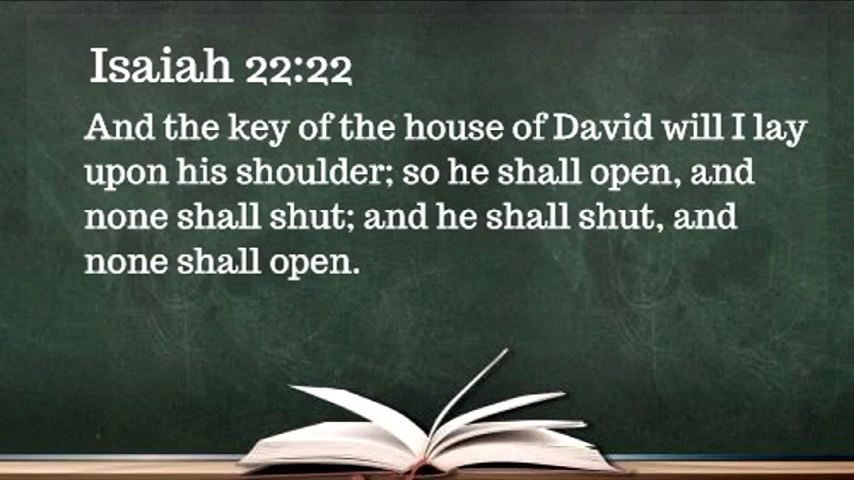 Isaiah 22:22
And the key of the house of David will I lay
upon his shoulder; so he shall open, and
none shall shut; and he shall shut, and
none shall open.